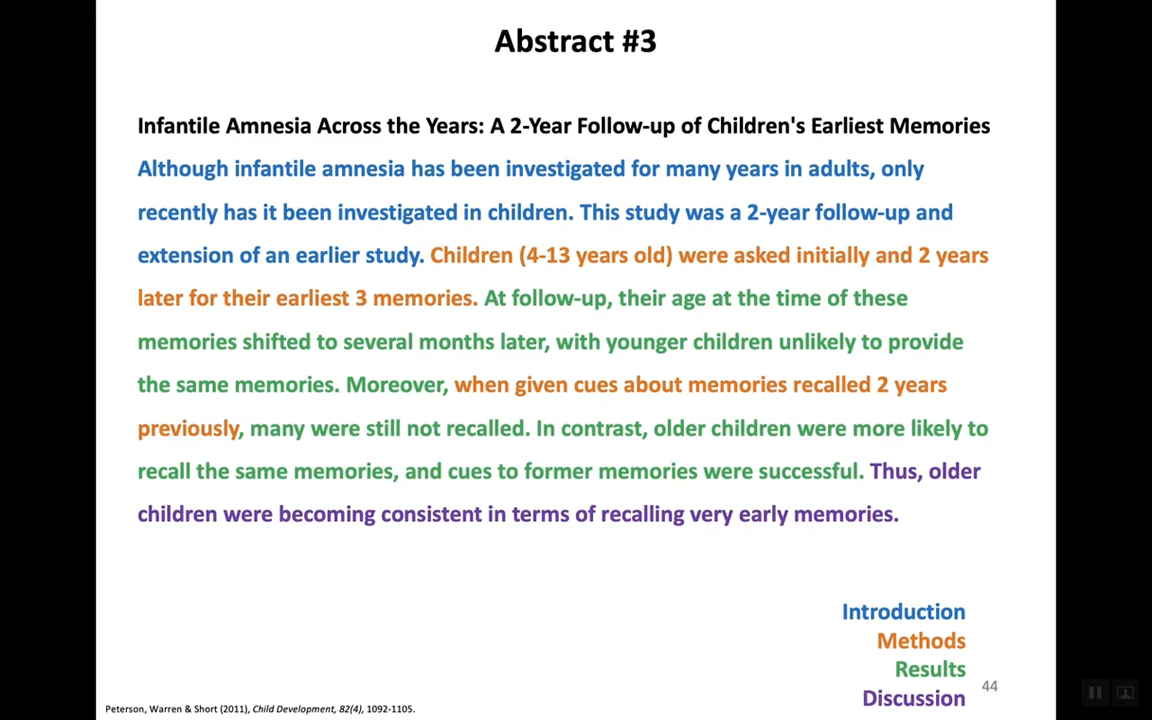 Abstract #3
Infantile Amnesia Across the Years: A 2-Year Follow-up of Children's Earliest Memories
Although infantile amnesia has been investigated for many years in adults, only
recently has it been investigated in children. This study was a 2-year follow-up and
extension of an earlier study. Children (4-13 years old) were asked initially and 2 years
later for their earliest 3 memories. At follow-up, their age at the time of these
memories shifted to several months later, with younger children unlikely to provide
the same memories. Moreover, when given cues about memories recalled 2 years
previously, many were still not recalled. In contrast, older children were more likely to
recall the same memories, and cues to former memories were successful. Thus, older
children were becoming consistent in terms of recalling very early memories.
Introduction
Methods
Results
Discussion
44
Peterson, Warren & Short (2011), Child Development, 82(4), 1092-1105.